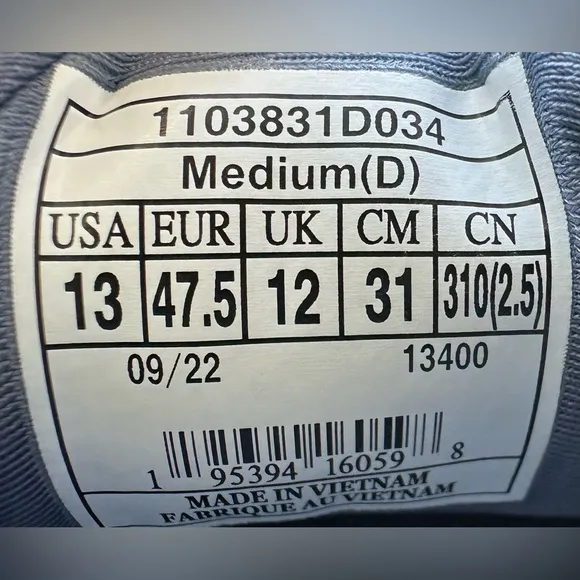 1103831D034
Medium(D)
USA EUR UK CM CN
13 47.5 12 31 310(2.5)
09/22 13400
1 95394 16059 8
MADE IN VIETNAM
FABRIQUE AU VIETNAM